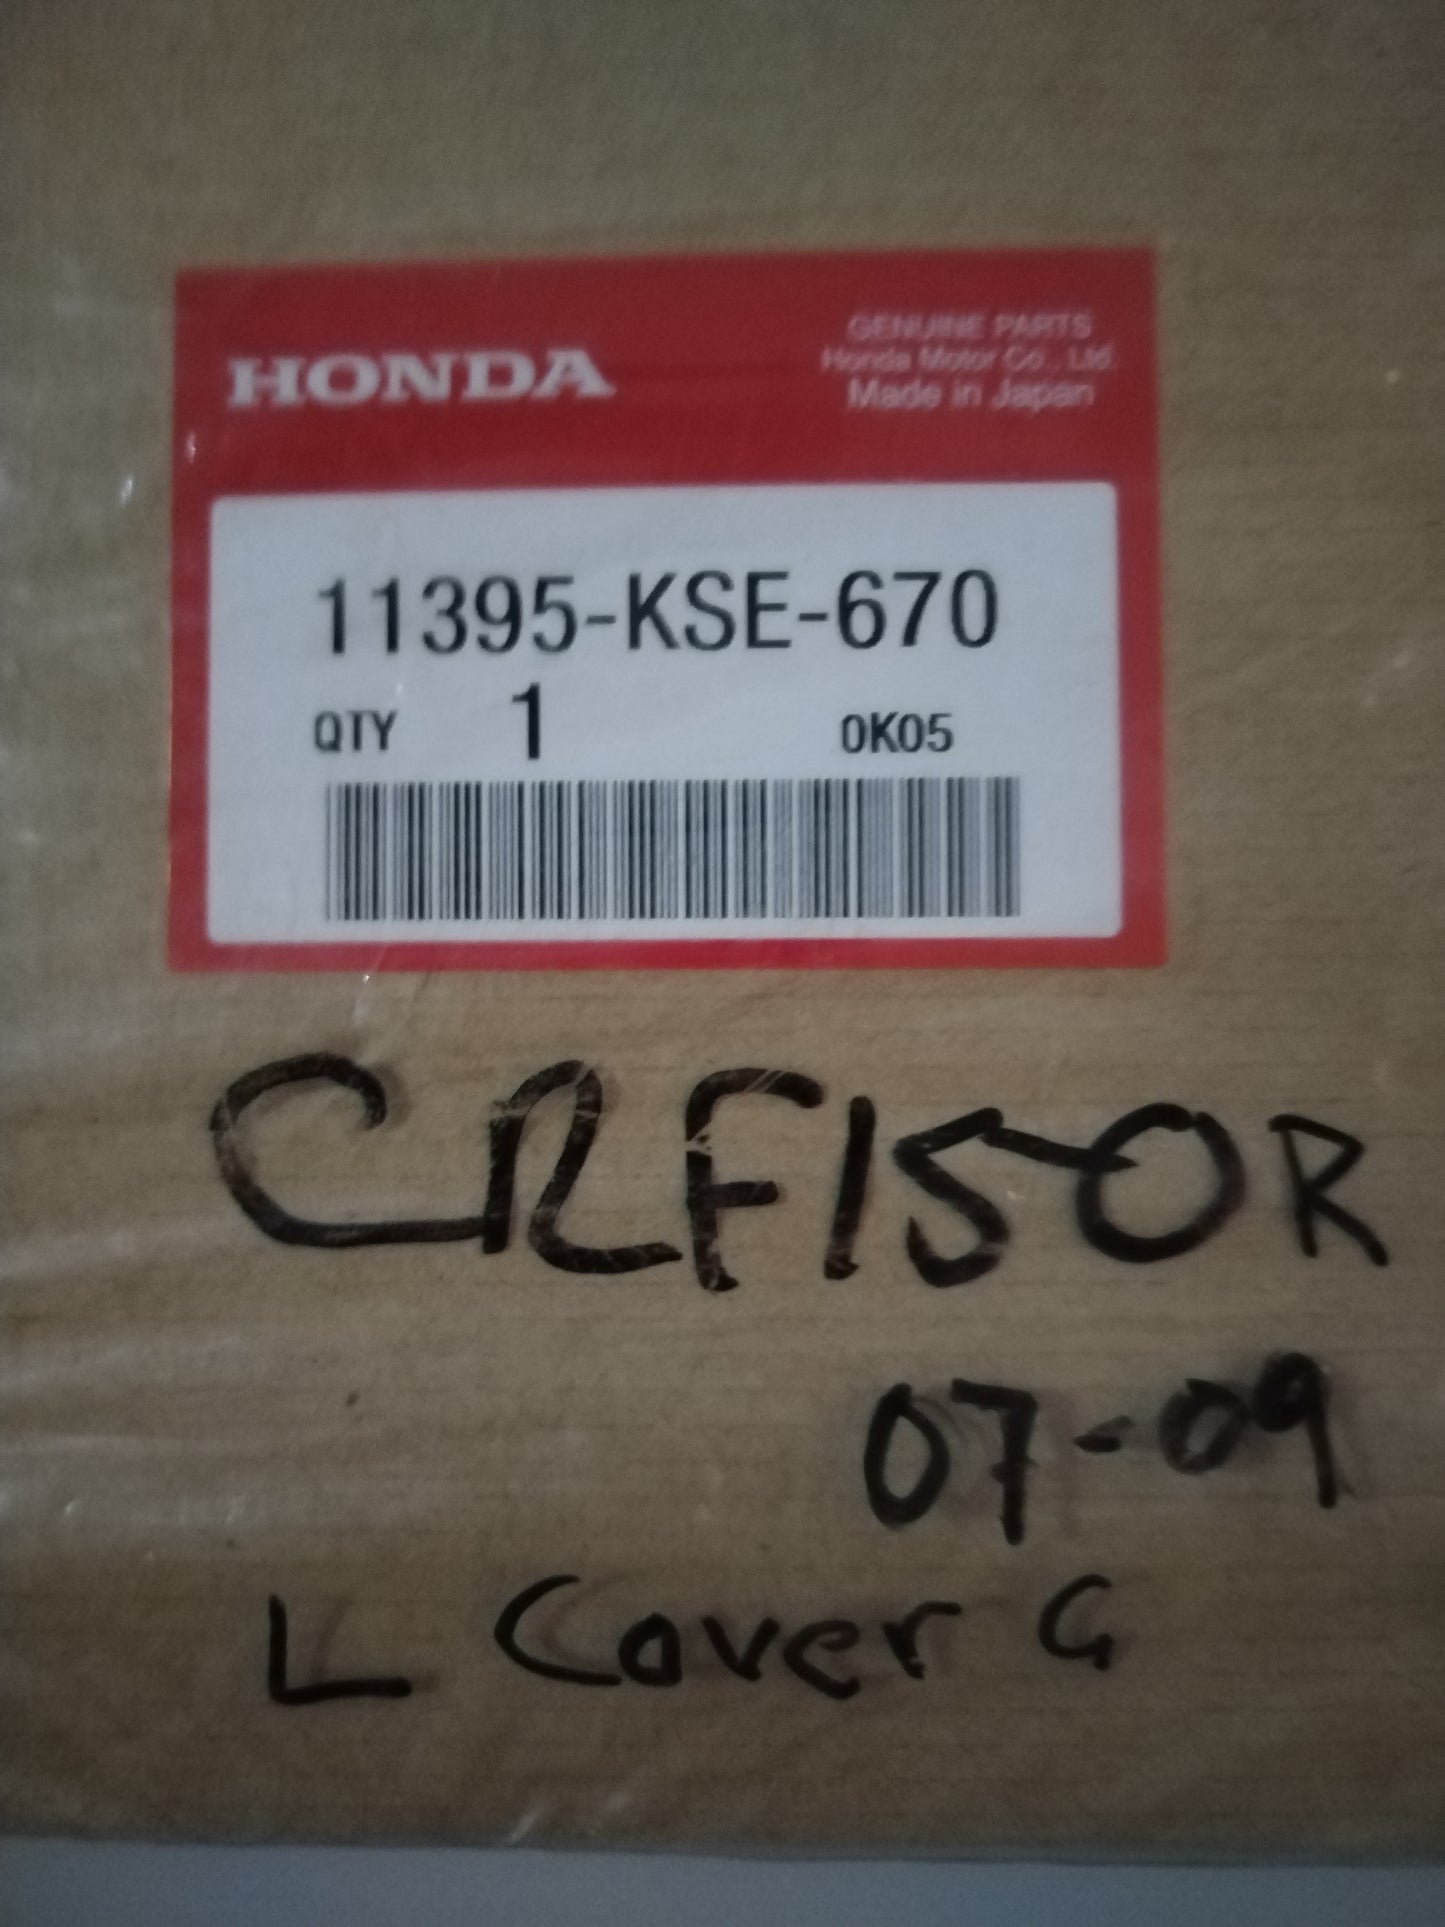 HONDA
GENUINE PARTS
Honda Motor Co., Ltd.
Made in Japan
11395-KSE-670
QTY 1 0K05
CRF150R
07-09
L Cover G